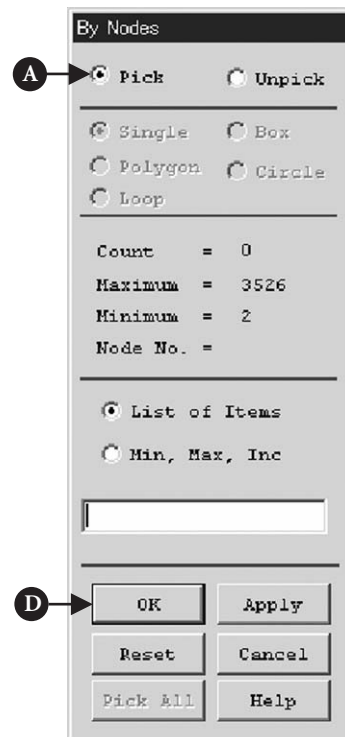 By Nodes
A Pick Unpick
Single Box
Polygon Circle
Loop
Count = 0
Maximum = 3526
Minimum = 2
Node No. =
List of Items
Min, Max, Inc
D OK Apply
Reset Cancel
Pick All Help